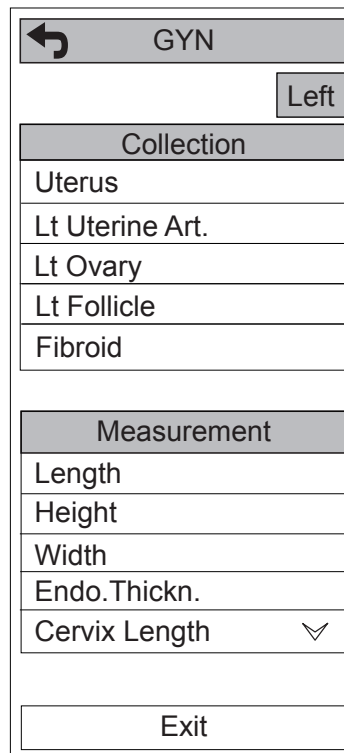 GYN
Left
Collection
Uterus
Lt Uterine Art.
Lt Ovary
Lt Follicle
Fibroid
Measurement
Length
Height
Width
Endo.Thickn.
Cervix Length
Exit